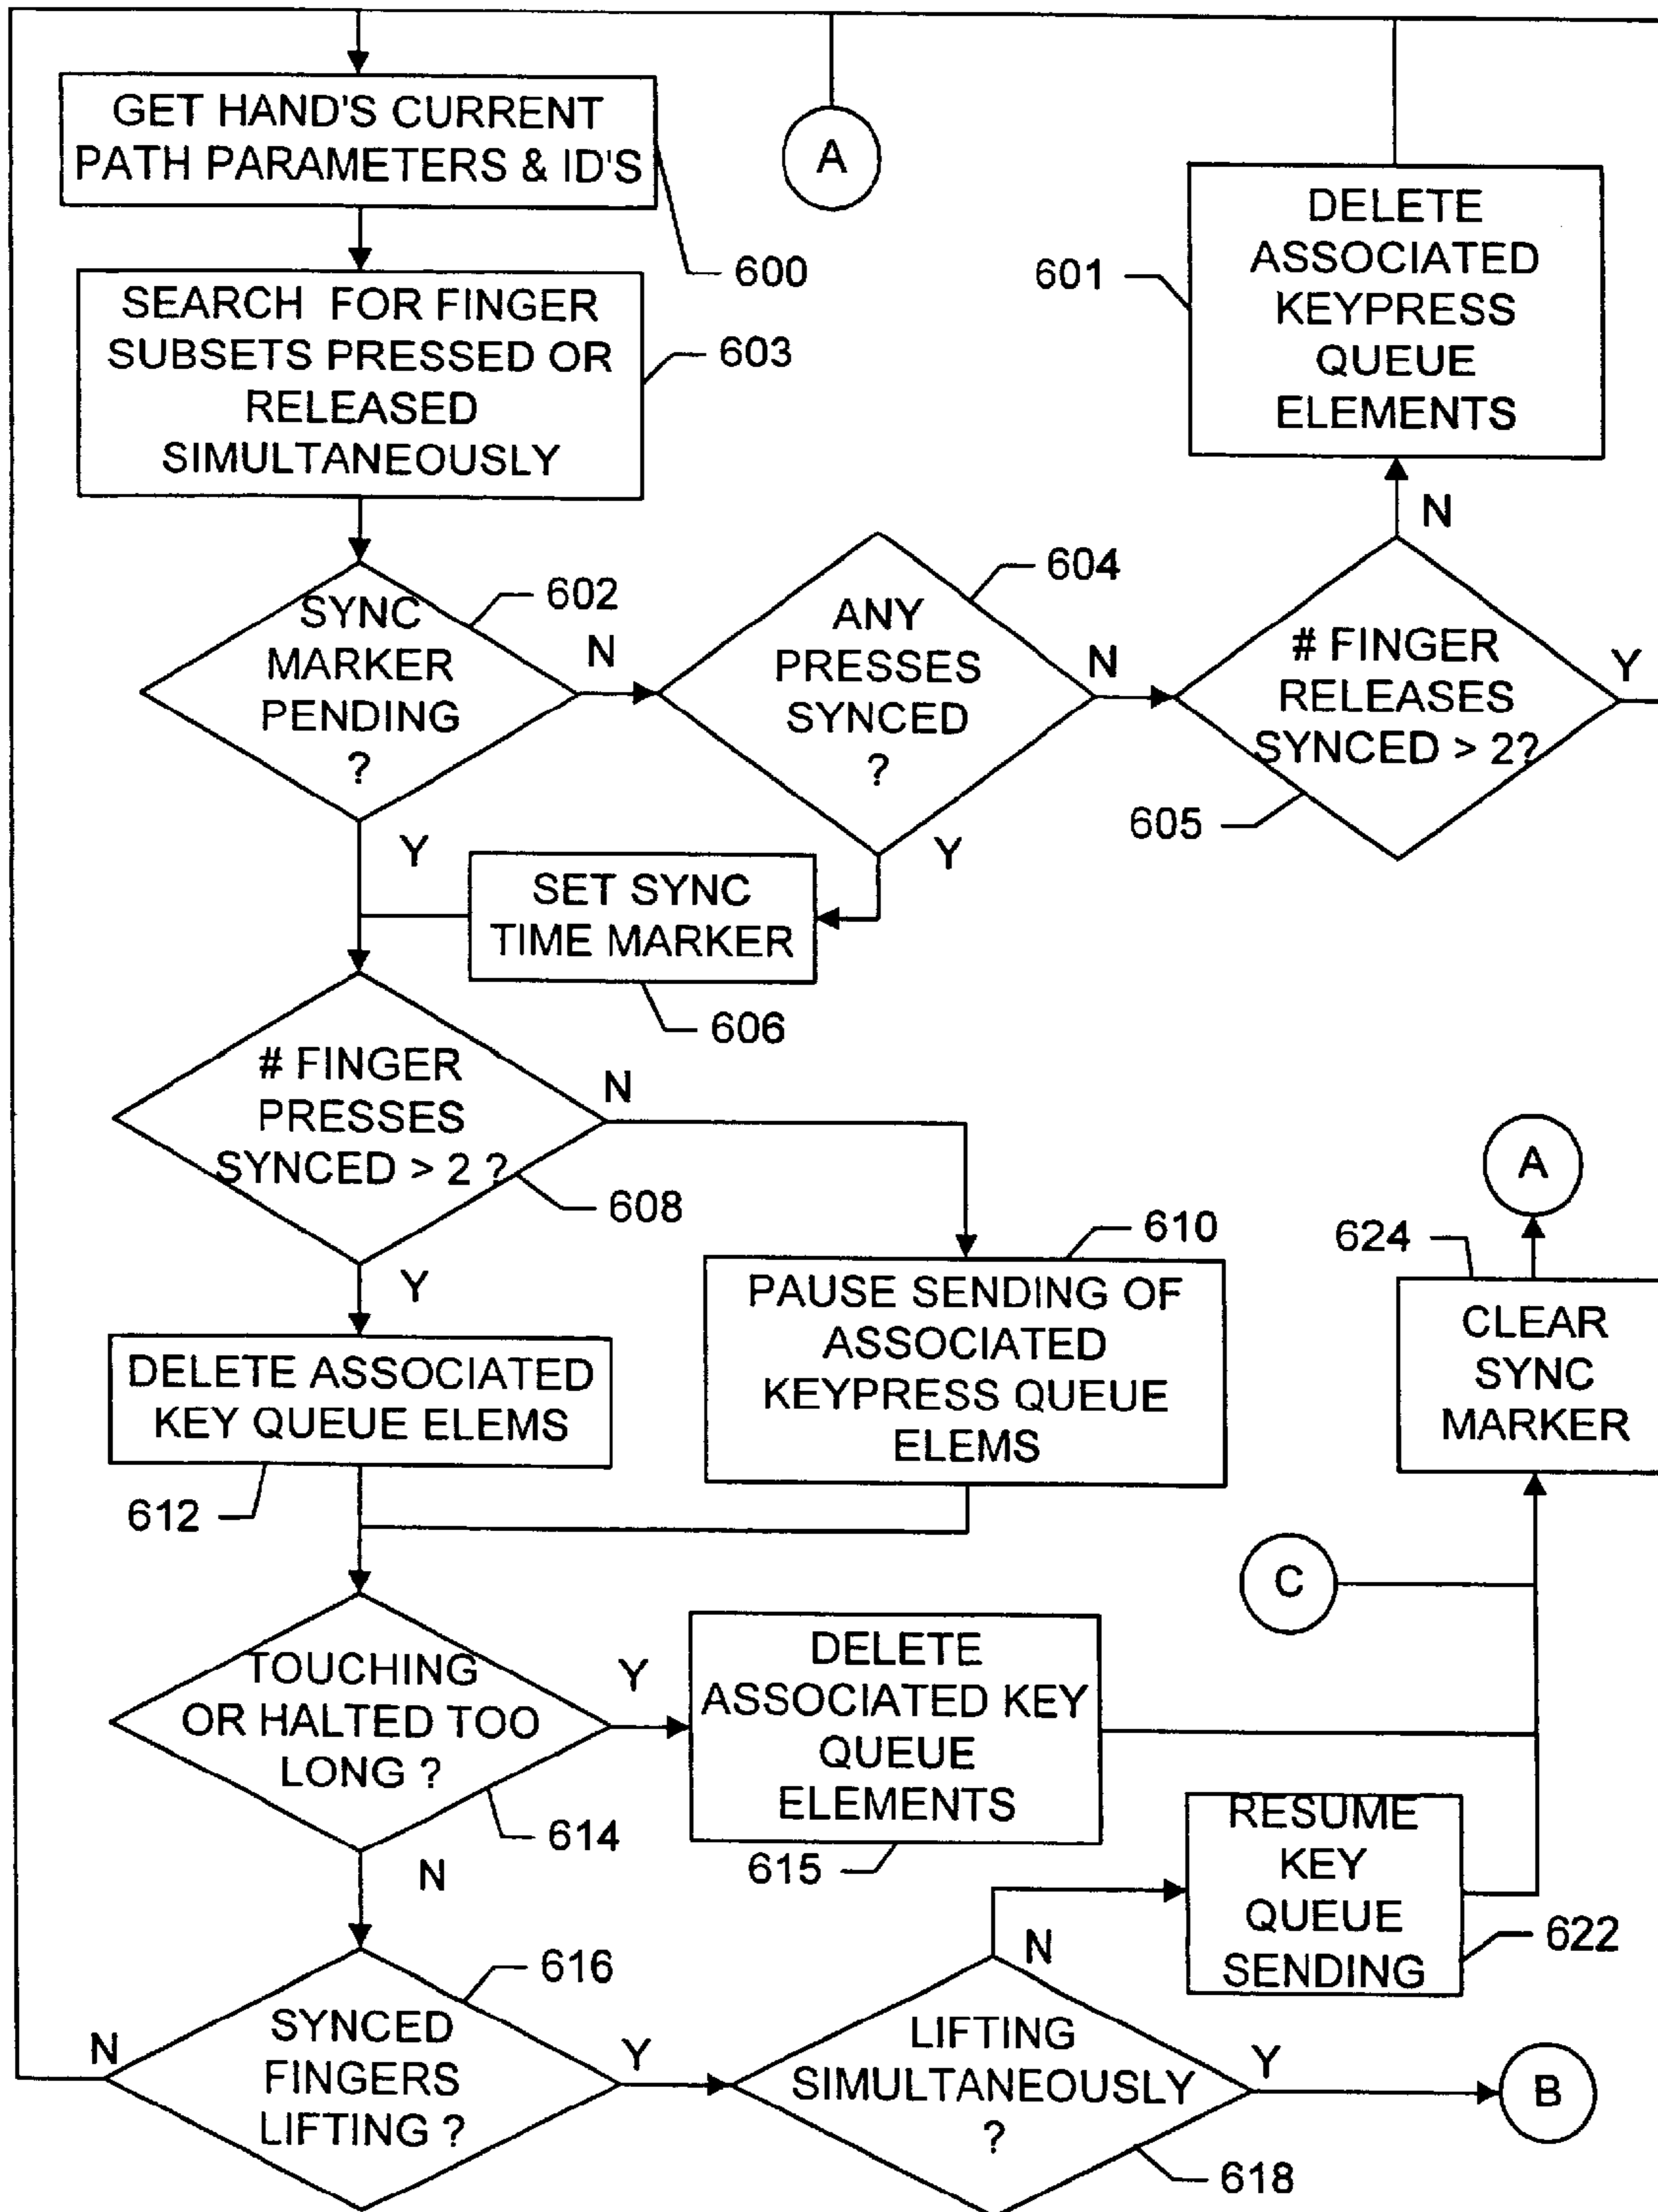 GET HAND'S CURRENT
PATH PARAMETERS & ID'S
600
A
DELETE
ASSOCIATED
KEYPRESS
QUEUE
ELEMENTS
601
SEARCH FOR FINGER
SUBSETS PRESSED OR
RELEASED
SIMULTANEOUSLY
603
SYNC
MARKER
PENDING
?
602
N
Y
ANY
PRESSES
SYNCED
?
604
N
Y
# FINGER
RELEASES
SYNCED > 2?
605
N
Y
SET SYNC
TIME MARKER
606
# FINGER
PRESSES
SYNCED > 2 ?
608
N
Y
PAUSE SENDING OF
ASSOCIATED
KEYPRESS QUEUE
ELEMS
610
DELETE ASSOCIATED
KEY QUEUE ELEMS
612
A
624
CLEAR
SYNC
MARKER
C
TOUCHING
OR HALTED TOO
LONG ?
614
Y
N
DELETE
ASSOCIATED KEY
QUEUE
ELEMENTS
615
RESUME
KEY
QUEUE
SENDING
622
SYNCED
FINGERS
LIFTING ?
616
N
Y
LIFTING
SIMULTANEOUSLY
?
618
N
Y
B